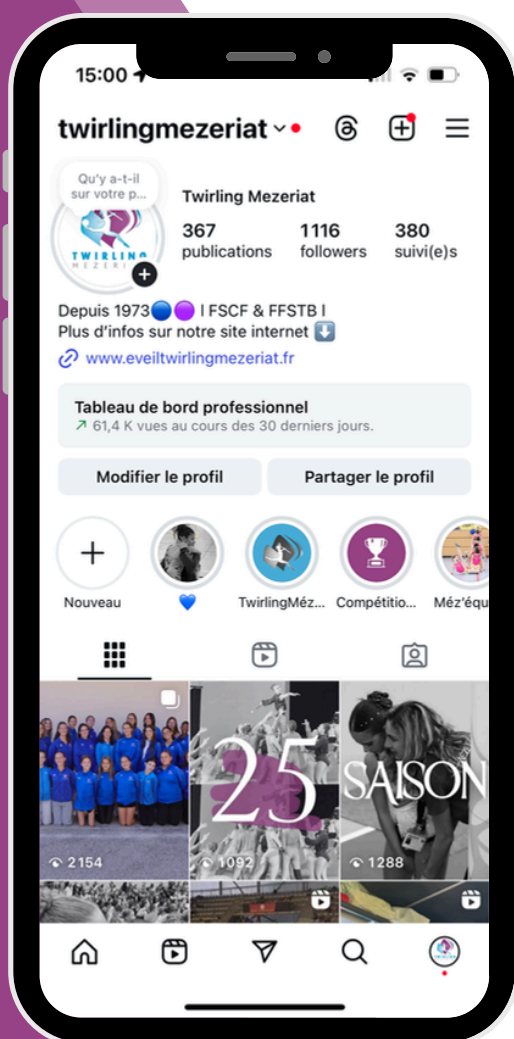 15:00
twirlingmezeriat
Qu'y a-t-il
sur votre p...
TWIRLING
MEZERIAT
Twirling Mezeriat
367 1116 380
publications followers suivi(e)s
Depuis 1973🔵🟣 I FSCF & FFSTB I
Plus d'infos sur notre site internet ⬇️
www.eveiltwirlingmezeriat.fr
Tableau de bord professionnel
61,4 K vues au cours des 30 derniers jours.
Modifier le profil Partager le profil
Nouveau 💙 TwirlingMéz... Compétitio... Méz'équ
25 SAISON
2154 1092 1288